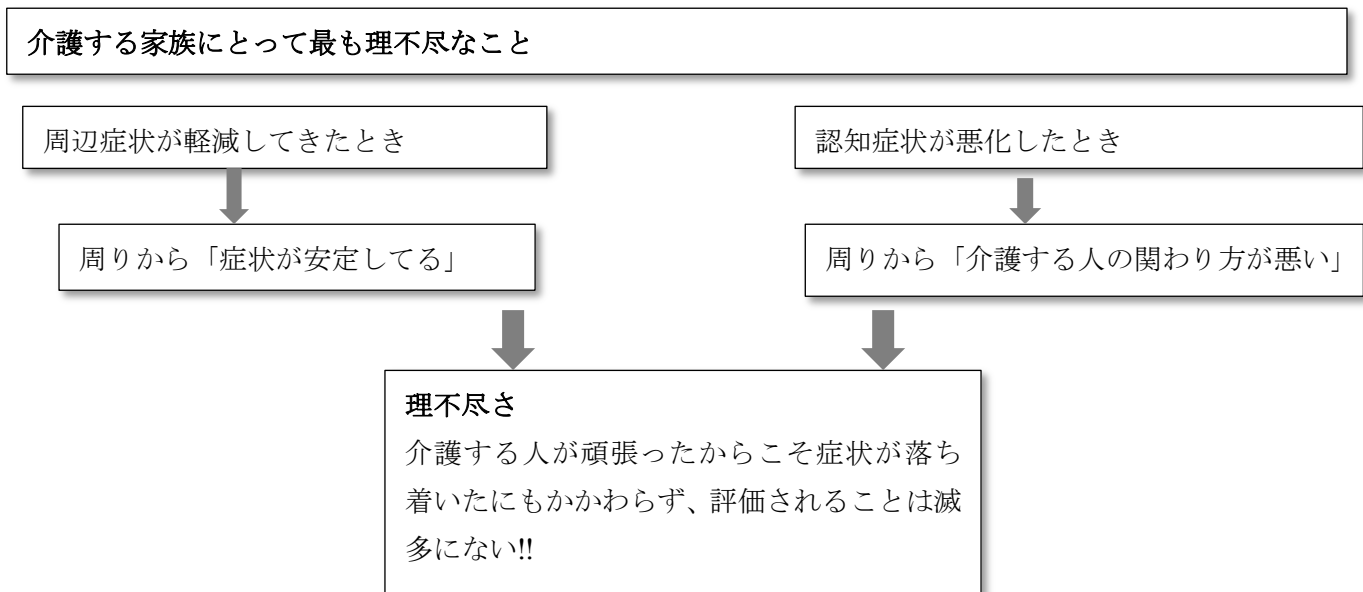 介護する家族にとって最も理不尽なこと
周辺症状が軽減してきたとき
認知症状が悪化したとき
周りから「症状が安定してる」
周りから「介護する人の関わり方が悪い」
理不尽さ
介護する人が頑張ったからこそ症状が落ち
着いたにもかかわらず、評価されることは滅
多にない!!